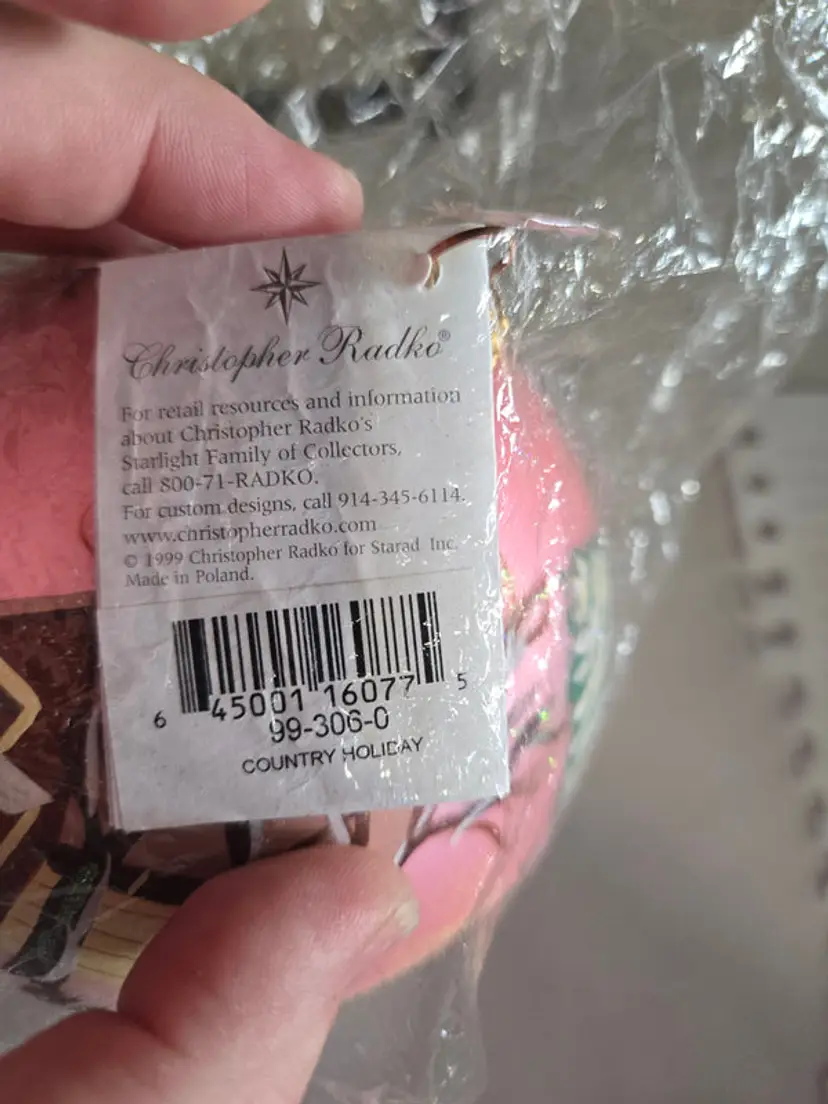 Christopher Radko®
For retail resources and information
about Christopher Radko's
Starlight Family of Collectors,
call 800-71-RADKO.
For custom designs, call 914-345-6114.
www.christopherradko.com
© 1999 Christopher Radko for Starad Inc.
Made in Poland.
6 45001 16077 5
99-306-0
COUNTRY HOLIDAY